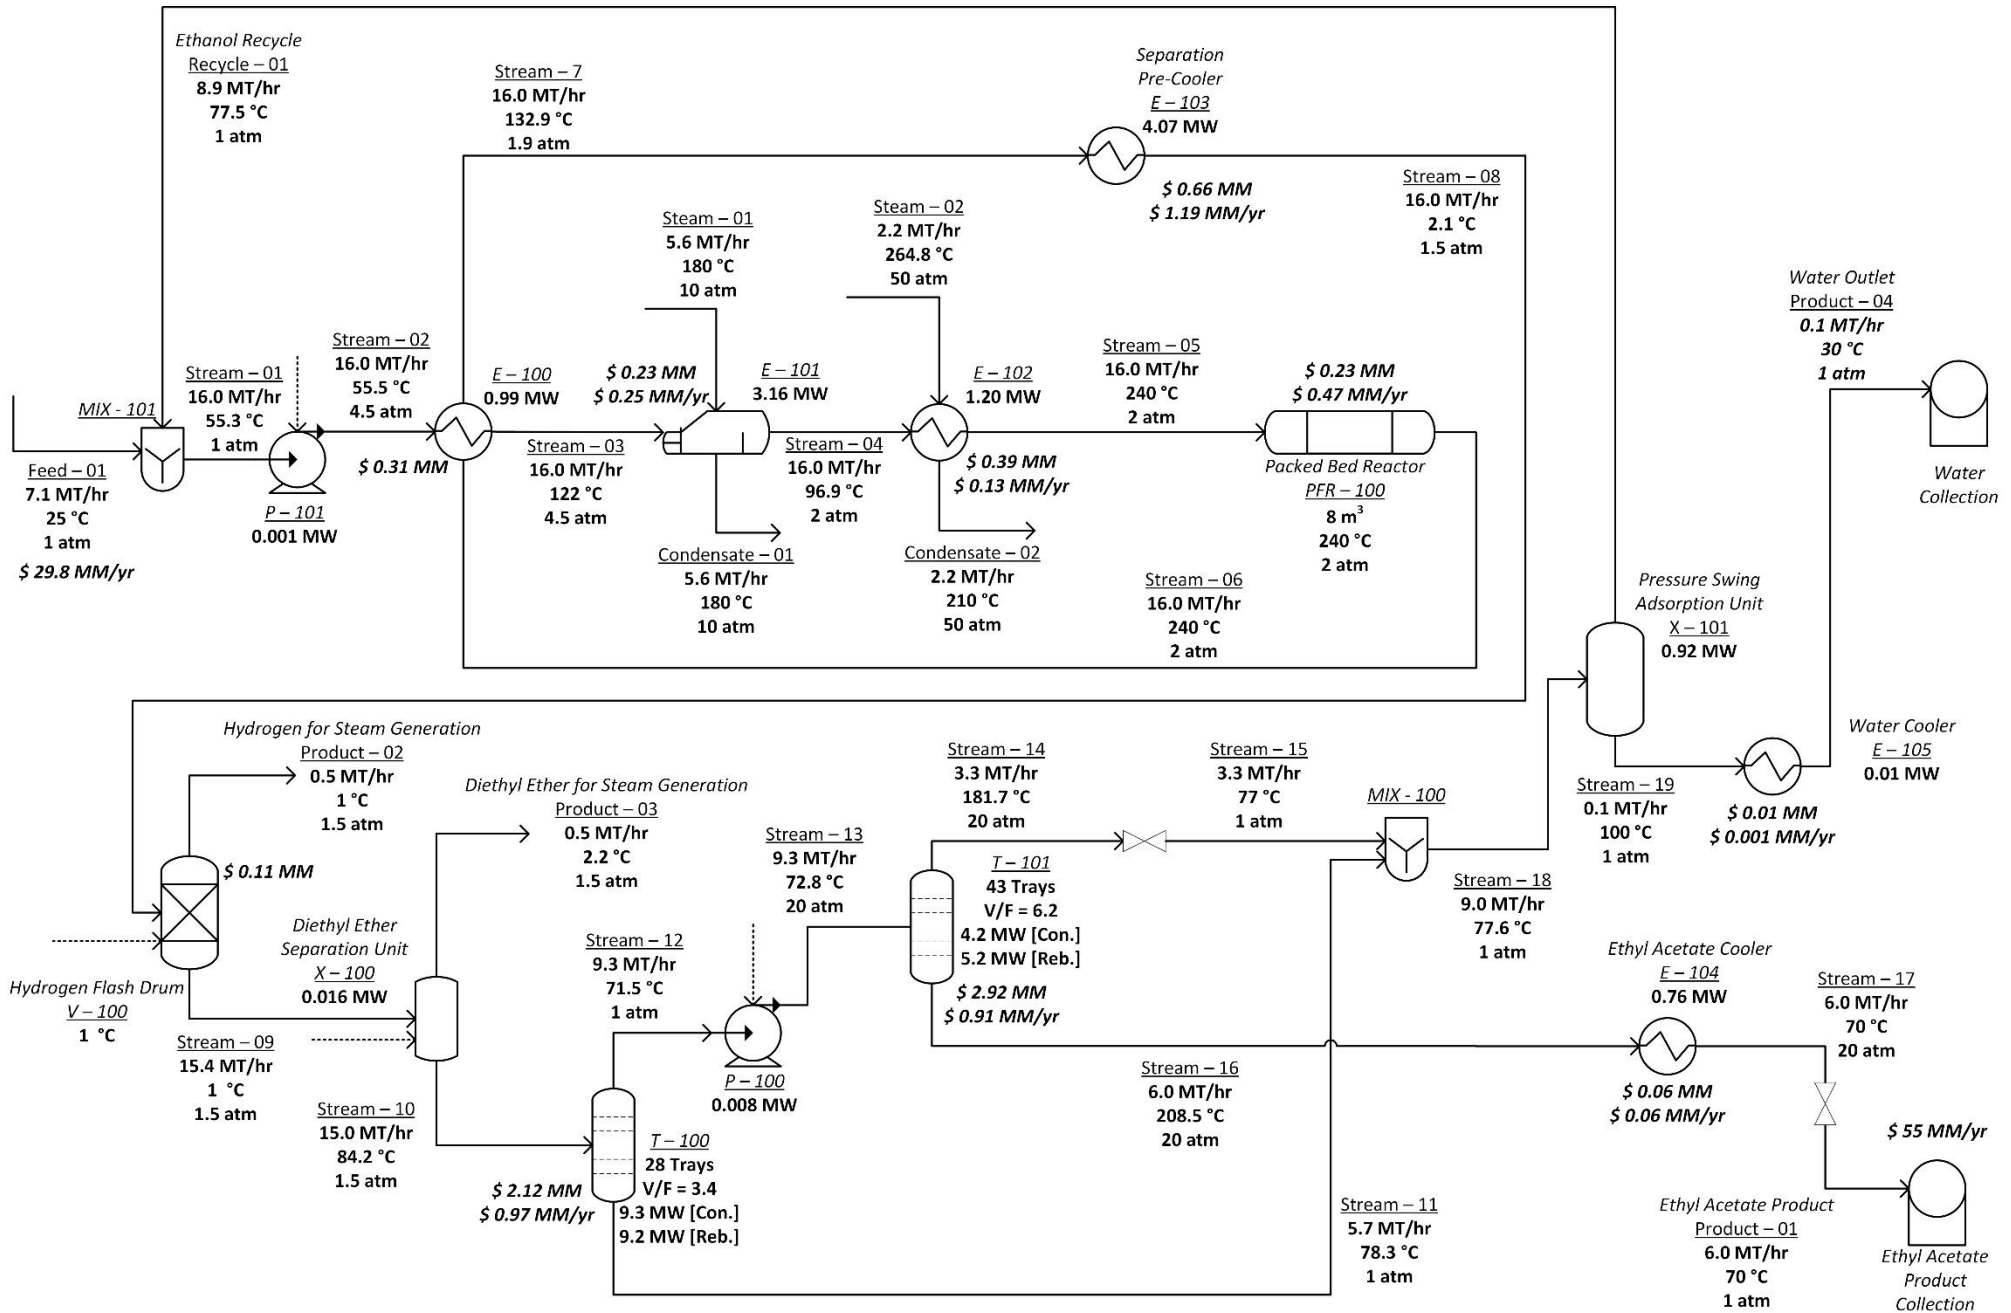 Ethanol Recycle
Recycle – 01
8.9 MT/hr
77.5 °C
1 atm
Stream – 7
16.0 MT/hr
132.9 °C
1.9 atm
Separation
Pre-Cooler
E – 103
4.07 MW
$ 0.66 MM
$ 1.19 MM/yr
Stream – 08
16.0 MT/hr
2.1 °C
1.5 atm
Steam – 01
5.6 MT/hr
180 °C
10 atm
Steam – 02
2.2 MT/hr
264.8 °C
50 atm
Water Outlet
Product – 04
0.1 MT/hr
30 °C
1 atm
Water
Collection
MIX - 101
Feed – 01
7.1 MT/hr
25 °C
1 atm
$ 29.8 MM/yr
Stream – 01
16.0 MT/hr
55.3 °C
1 atm
P – 101
0.001 MW
Stream – 02
16.0 MT/hr
55.5 °C
4.5 atm
E – 100
0.99 MW
$ 0.31 MM
Stream – 03
16.0 MT/hr
122 °C
4.5 atm
$ 0.23 MM
$ 0.25 MM/yr
E – 101
3.16 MW
Stream – 04
16.0 MT/hr
96.9 °C
2 atm
Condensate – 01
5.6 MT/hr
180 °C
10 atm
E – 102
1.20 MW
$ 0.39 MM
$ 0.13 MM/yr
Condensate – 02
2.2 MT/hr
210 °C
50 atm
Stream – 05
16.0 MT/hr
240 °C
2 atm
$ 0.23 MM
$ 0.47 MM/yr
Packed Bed Reactor
PFR – 100
8 m³
240 °C
2 atm
Stream – 06
16.0 MT/hr
240 °C
2 atm
Pressure Swing
Adsorption Unit
X – 101
0.92 MW
Water Cooler
E – 105
0.01 MW
$ 0.01 MM
$ 0.001 MM/yr
Stream – 19
0.1 MT/hr
100 °C
1 atm
Hydrogen for Steam Generation
Product – 02
0.5 MT/hr
1 °C
1.5 atm
$ 0.11 MM
Hydrogen Flash Drum
V – 100
1 °C
Diethyl Ether for Steam Generation
Product – 03
0.5 MT/hr
2.2 °C
1.5 atm
Diethyl Ether
Separation Unit
X – 100
0.016 MW
Stream – 09
15.4 MT/hr
1 °C
1.5 atm
Stream – 10
15.0 MT/hr
84.2 °C
1.5 atm
Stream – 12
9.3 MT/hr
71.5 °C
1 atm
T – 100
28 Trays
V/F = 3.4
9.3 MW [Con.]
9.2 MW [Reb.]
$ 2.12 MM
$ 0.97 MM/yr
P – 100
0.008 MW
Stream – 13
9.3 MT/hr
72.8 °C
20 atm
Stream – 14
3.3 MT/hr
181.7 °C
20 atm
T – 101
43 Trays
V/F = 6.2
4.2 MW [Con.]
5.2 MW [Reb.]
$ 2.92 MM
$ 0.91 MM/yr
Stream – 15
3.3 MT/hr
77 °C
1 atm
MIX - 100
Stream – 18
9.0 MT/hr
77.6 °C
1 atm
Stream – 16
6.0 MT/hr
208.5 °C
20 atm
Stream – 11
5.7 MT/hr
78.3 °C
1 atm
Ethyl Acetate Cooler
E – 104
0.76 MW
$ 0.06 MM
$ 0.06 MM/yr
Stream – 17
6.0 MT/hr
70 °C
20 atm
$ 55 MM/yr
Ethyl Acetate Product
Product – 01
6.0 MT/hr
70 °C
1 atm
Ethyl Acetate
Product
Collection